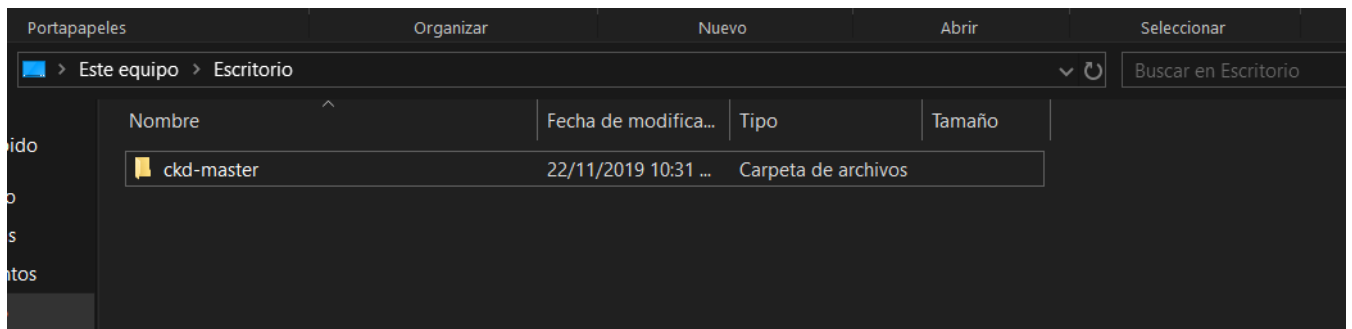 Portapapeles Organizar Nuevo Abrir Seleccionar
Este equipo > Escritorio Buscar en Escritorio
Nombre Fecha de modifica... Tipo Tamaño
ckd-master 22/11/2019 10:31 ... Carpeta de archivos